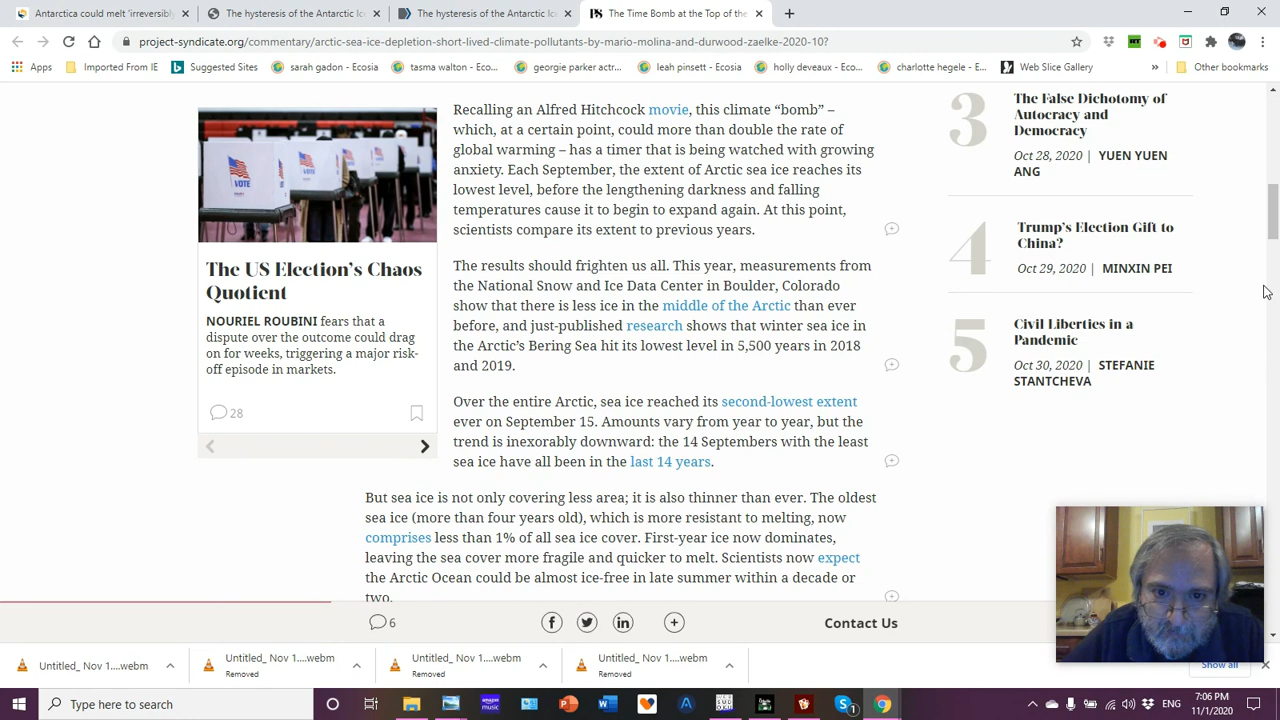 Antarctica could melt 'irreversibly
The hysteresis of the Antarctic Ic
The hysteresis of the Antarctic Ic
The Time Bomb at the Top of the
project-syndicate.org/commentary/arctic-sea-ice-depletion-short-lived-climate-pollutants-by-mario-molina-and-durwood-zaelke-2020-10?
Apps Imported From IE Suggested Sites sarah gadon - Ecosia tasma walton - Eco... georgie parker actr... leah pinsett - Ecosia holly deveaux - Eco... charlotte hegele - E... Web Slice Gallery » Other bookmarks
VOTE
VOTE
The US Election's Chaos
Quotient
NOURIEL ROUBINI fears that a
dispute over the outcome could drag
on for weeks, triggering a major risk-
off episode in markets.
28
Recalling an Alfred Hitchcock movie, this climate “bomb” –
which, at a certain point, could more than double the rate of
global warming – has a timer that is being watched with growing
anxiety. Each September, the extent of Arctic sea ice reaches its
lowest level, before the lengthening darkness and falling
temperatures cause it to begin to expand again. At this point,
scientists compare its extent to previous years.
The results should frighten us all. This year, measurements from
the National Snow and Ice Data Center in Boulder, Colorado
show that there is less ice in the middle of the Arctic than ever
before, and just-published research shows that winter sea ice in
the Arctic’s Bering Sea hit its lowest level in 5,500 years in 2018
and 2019.
Over the entire Arctic, sea ice reached its second-lowest extent
ever on September 15. Amounts vary from year to year, but the
trend is inexorably downward: the 14 Septembers with the least
sea ice have all been in the last 14 years.
But sea ice is not only covering less area; it is also thinner than ever. The oldest
sea ice (more than four years old), which is more resistant to melting, now
comprises less than 1% of all sea ice cover. First-year ice now dominates,
leaving the sea cover more fragile and quicker to melt. Scientists now expect
the Arctic Ocean could be almost ice-free in late summer within a decade or
two.
3
The False Dichotomy of
Autocracy and
Democracy
Oct 28, 2020 | YUEN YUEN
ANG
4
Trump's Election Gift to
China?
Oct 29, 2020 | MINXIN PEI
5
Civil Liberties in a
Pandemic
Oct 30, 2020 | STEFANIE
STANTCHEVA
6
Contact Us
Untitled_ Nov 1....webm
Untitled_ Nov 1....webm
Removed
Untitled_ Nov 1....webm
Removed
Untitled_ Nov 1....webm
Removed
Show all
Type here to search
ENG
7:06 PM
11/1/2020